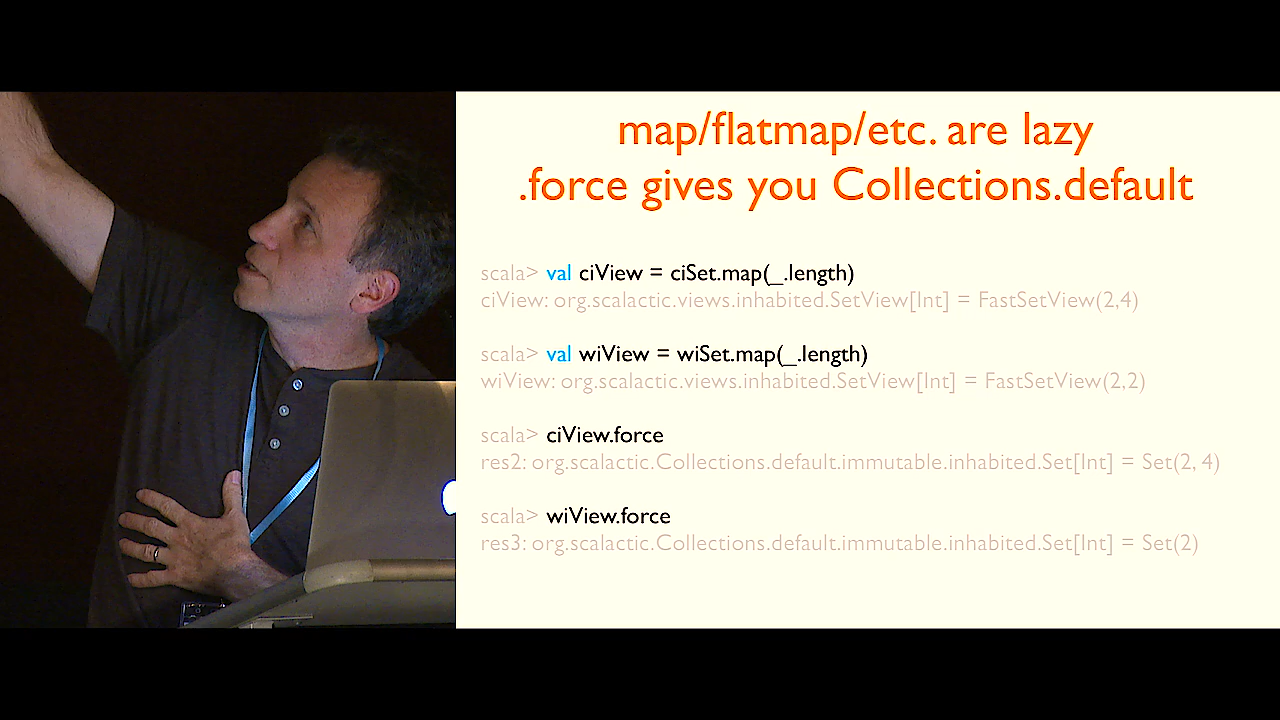 map/flatmap/etc. are lazy
.force gives you Collections.default
scala> val ciView = ciSet.map(_.length)
ciView: org.scalactic.views.inhabited.SetView[Int] = FastSetView(2,4)
scala> val wiView = wiSet.map(_.length)
wiView: org.scalactic.views.inhabited.SetView[Int] = FastSetView(2,2)
scala> ciView.force
res2: org.scalactic.Collections.default.immutable.inhabited.Set[Int] = Set(2, 4)
scala> wiView.force
res3: org.scalactic.Collections.default.immutable.inhabited.Set[Int] = Set(2)